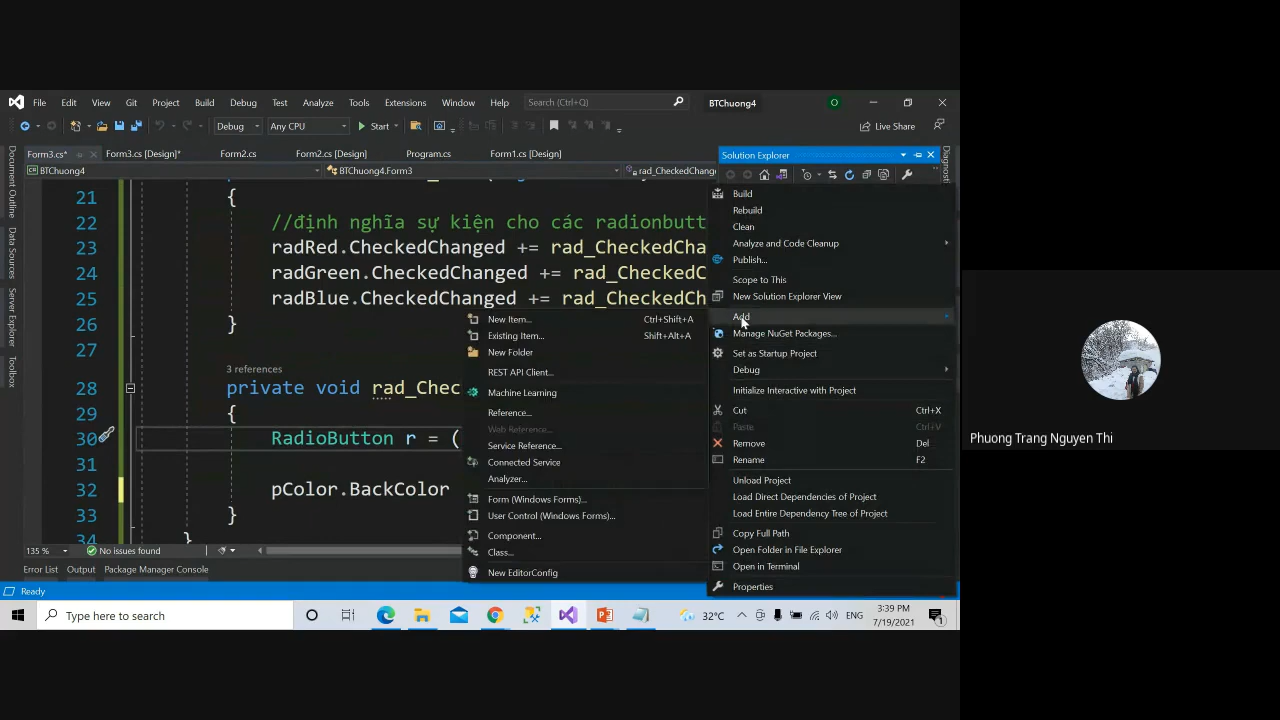 File Edit View Git Project Build Debug Test Analyze Tools Extensions Window Help Search (Ctrl+Q) BTChuong4 O
Debug Any CPU Start Live Share
Form3.cs* Form3.cs [Design]* Form2.cs Form2.cs [Design] Program.cs Form1.cs [Design] Solution Explorer
BTChuong4 BTChuong4.Form3 rad_CheckedChang
Document Outline
Data Sources
Server Explorer
Toolbox
Diagnostic
21 {
22 //định nghĩa sự kiện cho các radionbutt
23 radRed.CheckedChanged += rad_CheckedCha
24 radGreen.CheckedChanged += rad_CheckedC
25 radBlue.CheckedChanged += rad_CheckedCh
26 }
27
3 references
28 private void rad_Chec
29 {
30 RadioButton r = (
31
32 pColor.BackColor
33 }
34 }
New Item... Ctrl+Shift+A
Existing Item... Shift+Alt+A
New Folder
REST API Client...
Machine Learning
Reference...
Web Reference...
Service Reference...
Connected Service
Analyzer...
Form (Windows Forms)...
User Control (Windows Forms)...
Component...
Class...
New EditorConfig
Build
Rebuild
Clean
Analyze and Code Cleanup
Publish...
Scope to This
New Solution Explorer View
Add
Manage NuGet Packages...
Set as Startup Project
Debug
Initialize Interactive with Project
Cut Ctrl+X
Paste Ctrl+V
Remove Del
Rename F2
Unload Project
Load Direct Dependencies of Project
Load Entire Dependency Tree of Project
Copy Full Path
Open Folder in File Explorer
Open in Terminal
Properties
135 % No issues found
Error List Output Package Manager Console
Ready
Type here to search 32°C ENG 3:39 PM
7/19/2021
Phuong Trang Nguyen Thi